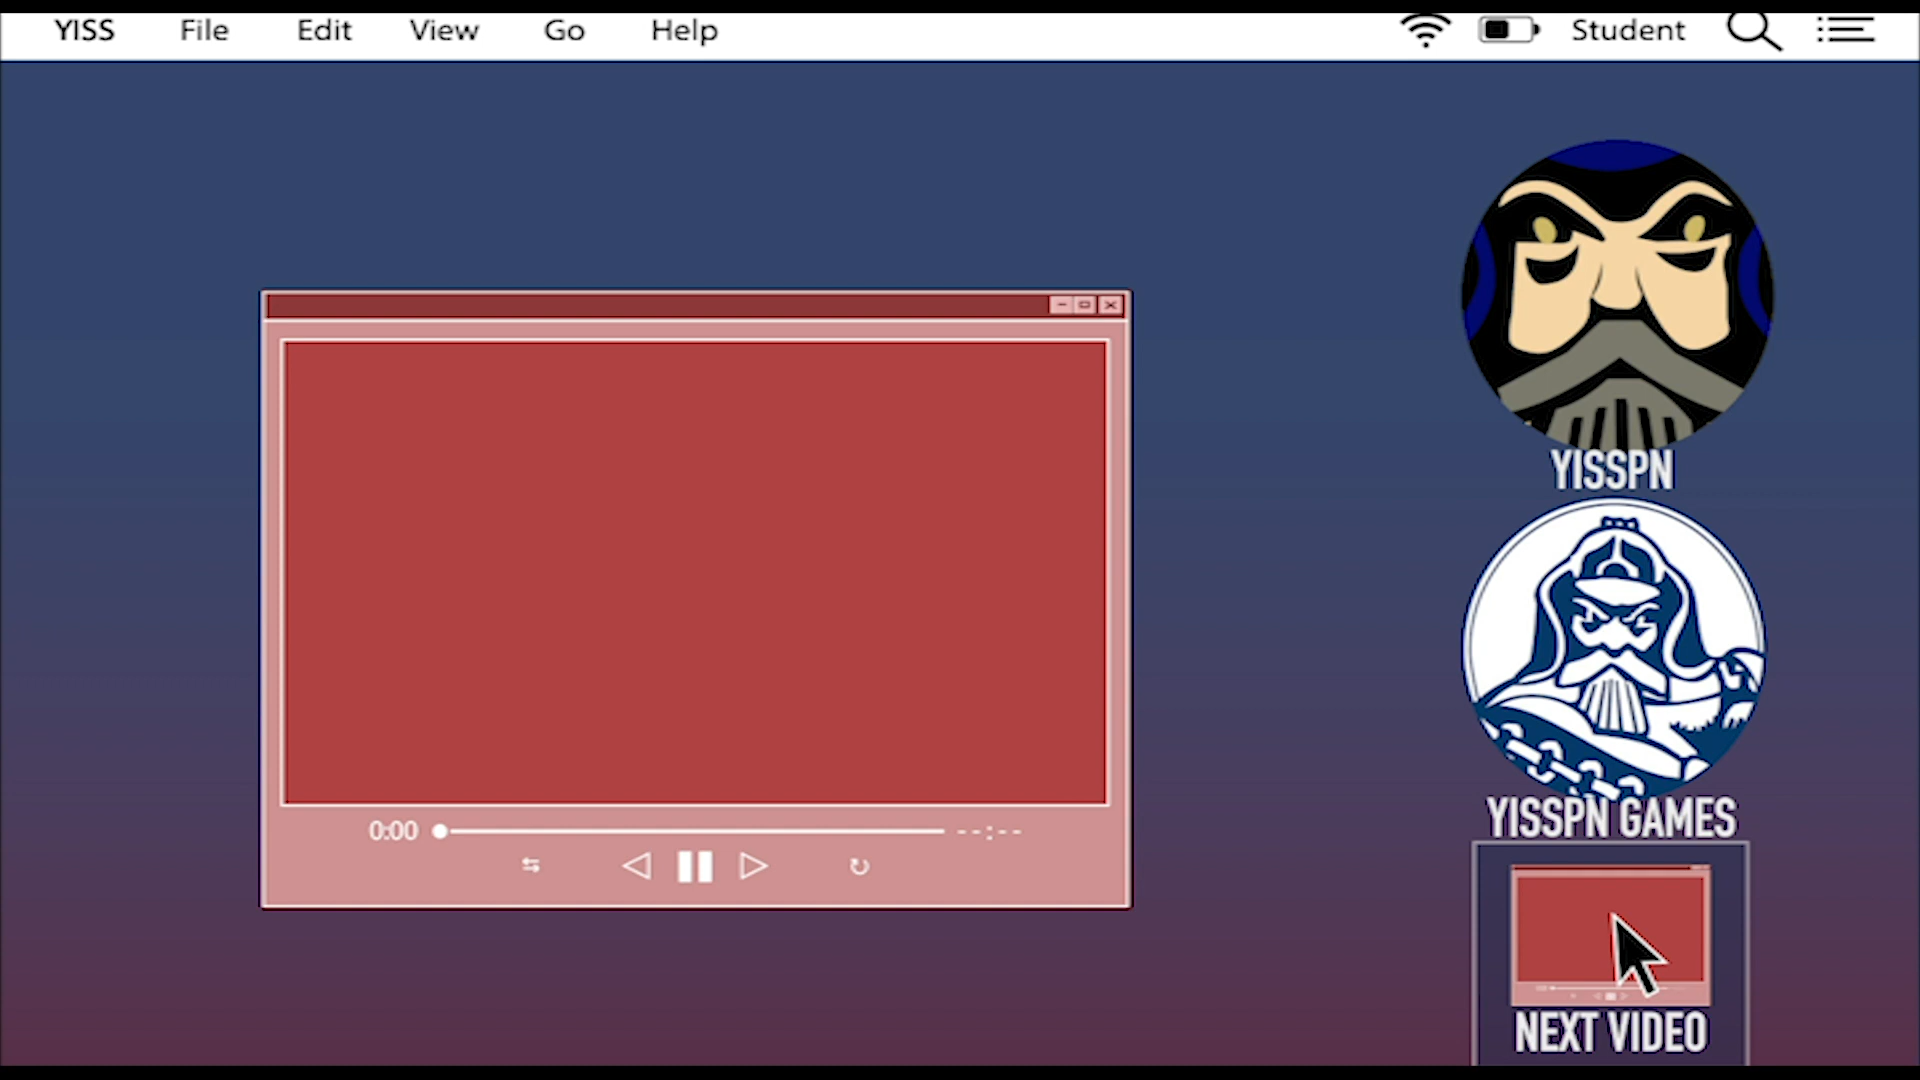 YISS File Edit View Go Help Student
YISSPN
YISSPN GAMES
0:00 --:--
NEXT VIDEO